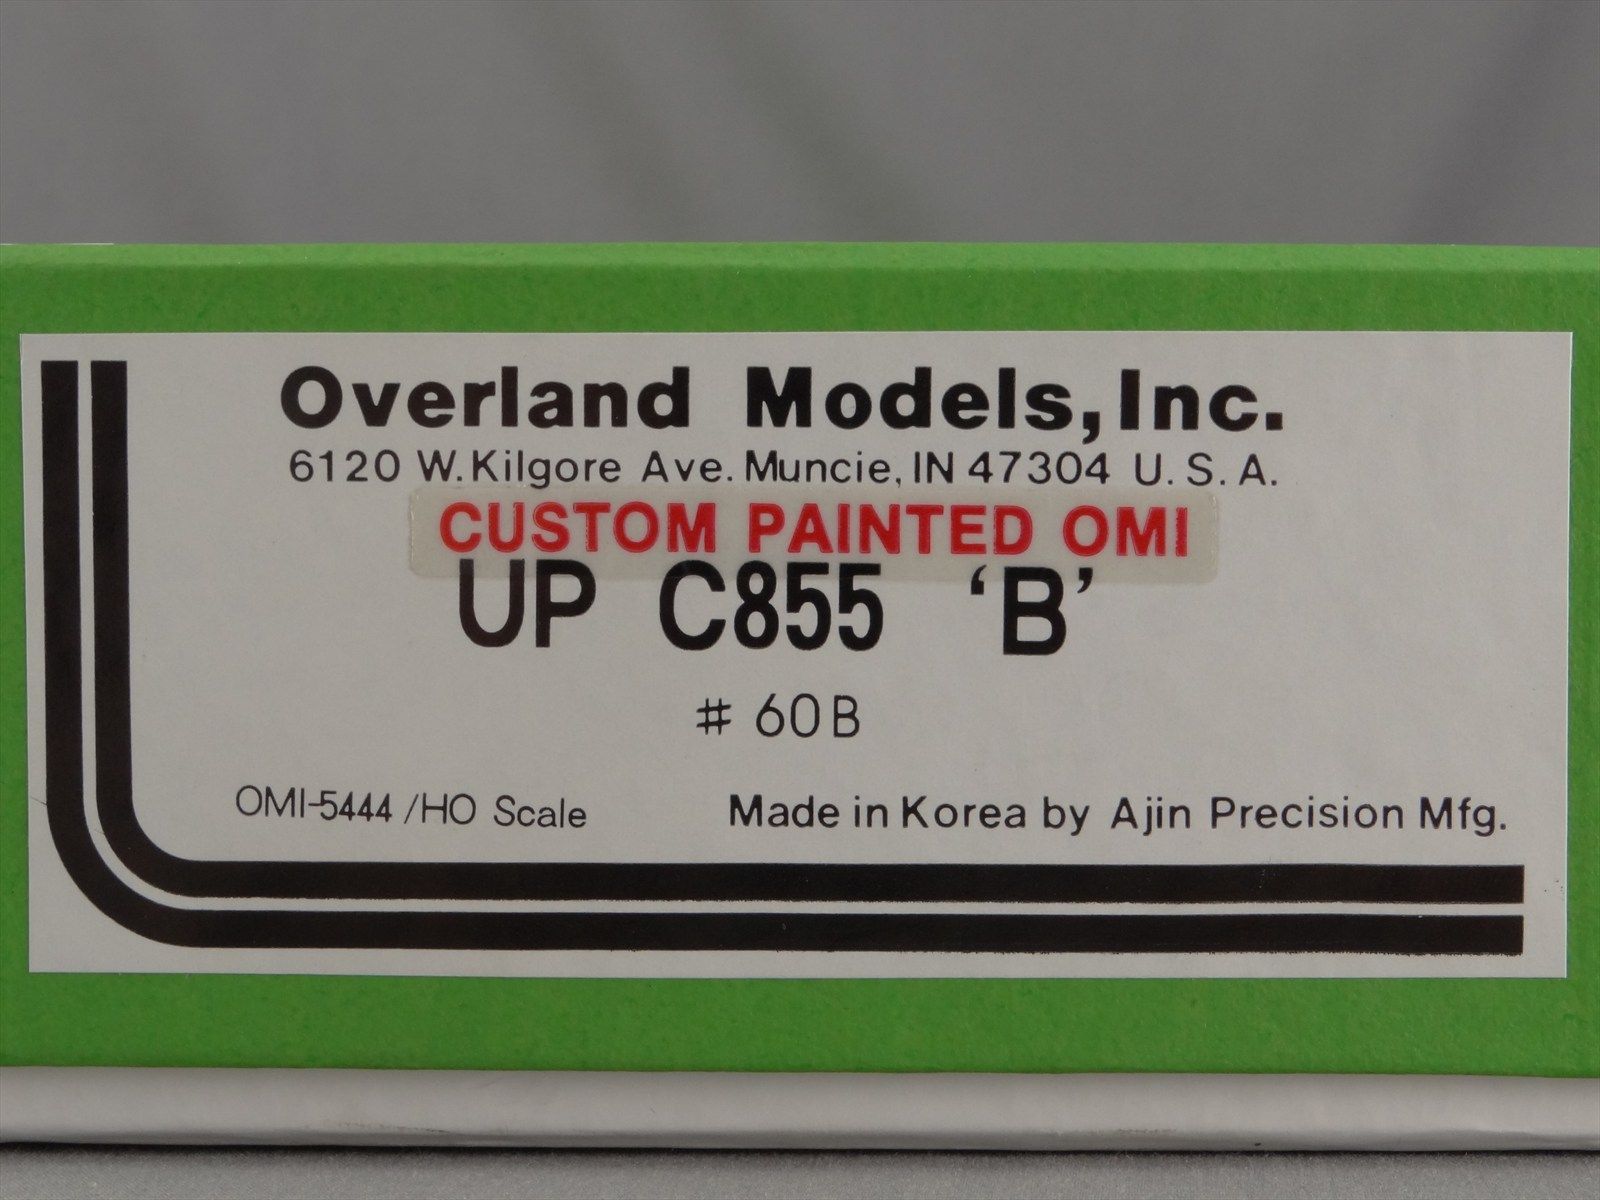 Overland Models, Inc.
6120 W. Kilgore Ave. Muncie, IN 47304 U. S. A.
CUSTOM PAINTED OMI
UP C855 ‘B’
# 60B
OMI-5444 /HO Scale Made in Korea by Ajin Precision Mfg.